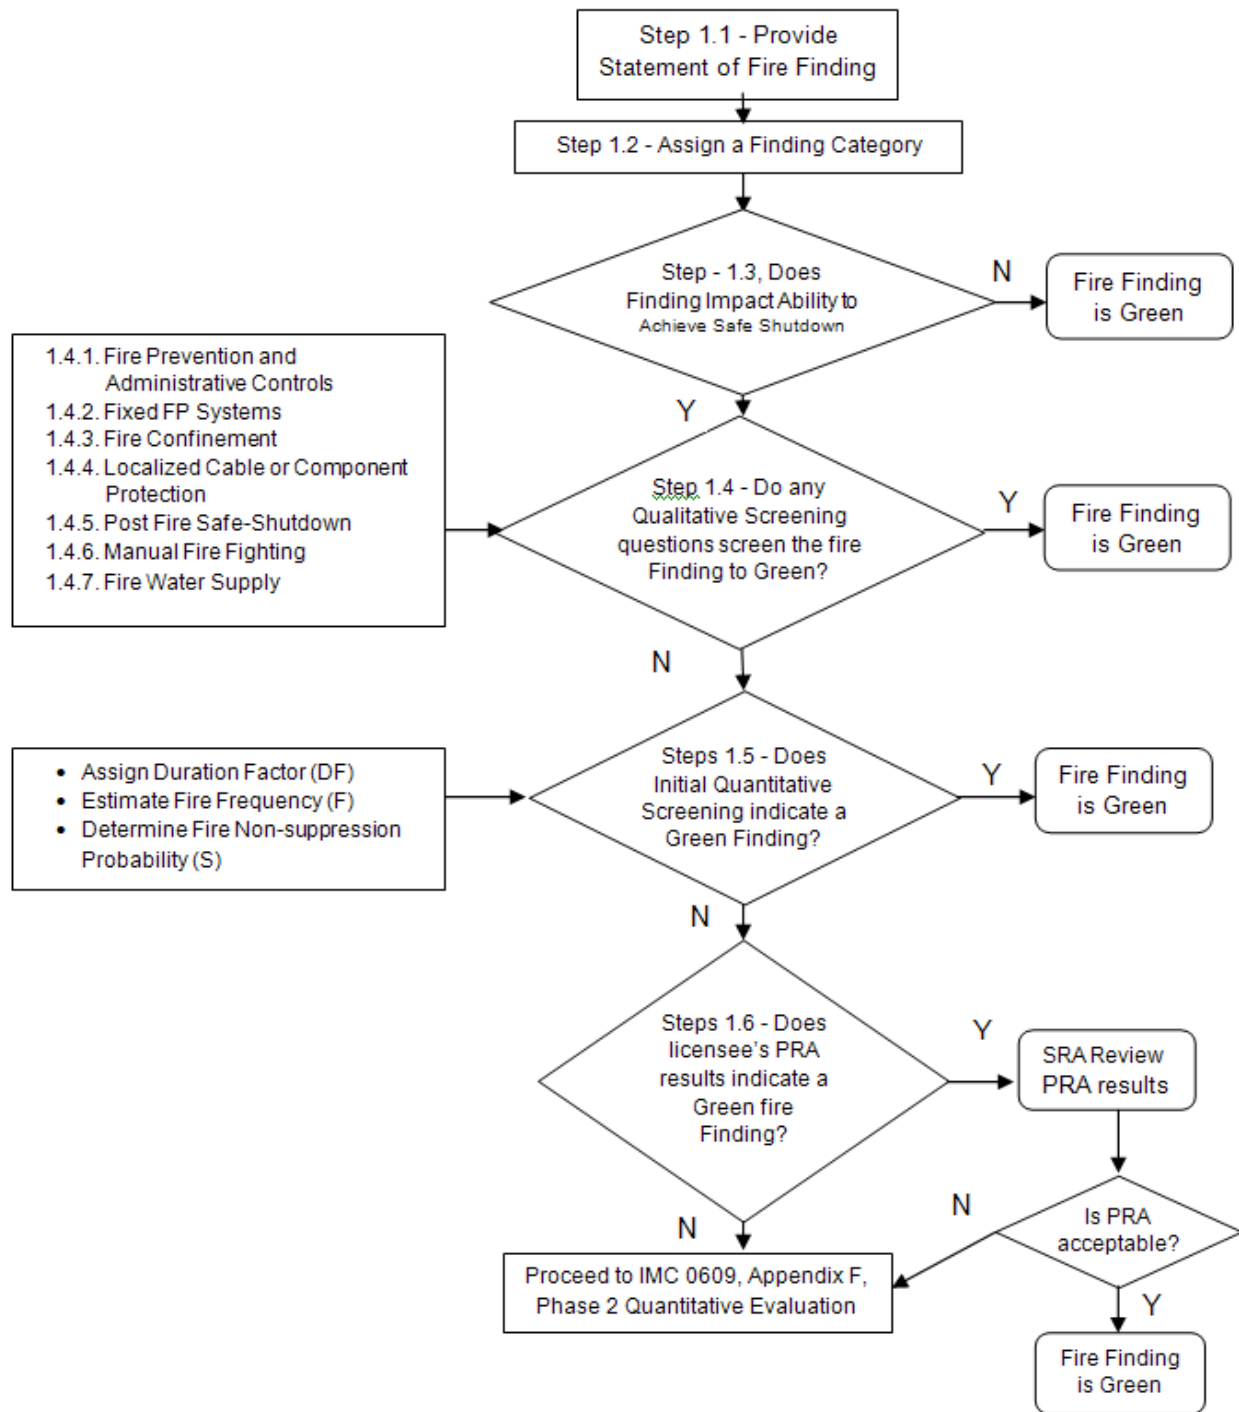 Step 1.1 - Provide
Statement of Fire Finding
Step 1.2 - Assign a Finding Category
Step - 1.3, Does
Finding Impact Ability to
Achieve Safe Shutdown
N
Fire Finding
is Green
Y
1.4.1. Fire Prevention and
Administrative Controls
1.4.2. Fixed FP Systems
1.4.3. Fire Confinement
1.4.4. Localized Cable or Component
Protection
1.4.5. Post Fire Safe-Shutdown
1.4.6. Manual Fire Fighting
1.4.7. Fire Water Supply
Step 1.4 - Do any
Qualitative Screening
questions screen the fire
Finding to Green?
Y
Fire Finding
is Green
N
• Assign Duration Factor (DF)
• Estimate Fire Frequency (F)
• Determine Fire Non-suppression
Probability (S)
Steps 1.5 - Does
Initial Quantitative
Screening indicate a
Green Finding?
Y
Fire Finding
is Green
N
Steps 1.6 - Does
licensee's PRA
results indicate a
Green fire
Finding?
Y
SRA Review
PRA results
N
Is PRA
acceptable?
N
Proceed to IMC 0609, Appendix F,
Phase 2 Quantitative Evaluation
Y
Fire Finding
is Green